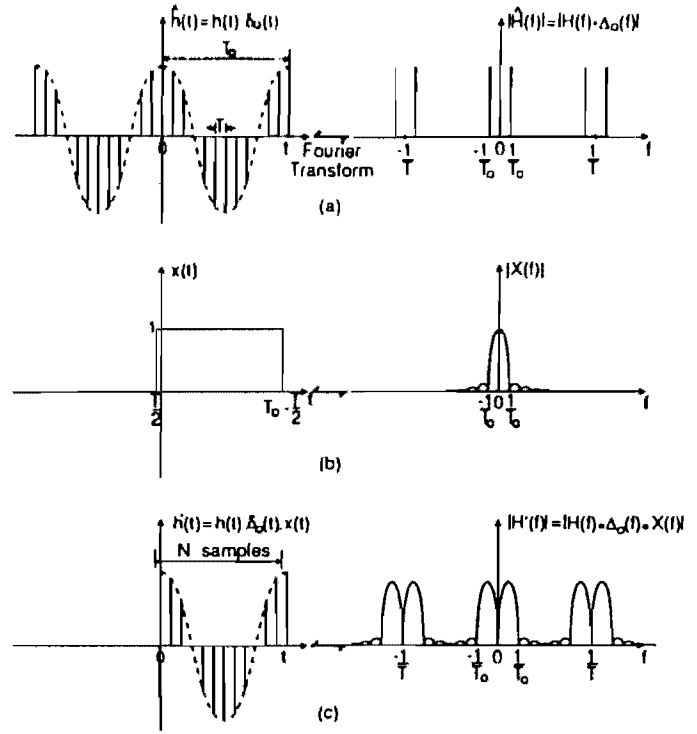 ĥ(t) = h(t) δ₀(t)
T₀
T
0
t
Fourier
Transform
|Ĥ(f)| = |H(f) * Δ₀(f)|
-1/T
-1/T₀
0
1/T₀
1/T
f
(a)
x(t)
1
T/2
T₀ - T/2
t
|X(f)|
-1/T₀
0
1/T₀
f
(b)
h'(t) = h(t) δ₀(t) . x(t)
N samples
0
t
|H'(f)| = |H(f) * Δ₀(f) * X(f)|
-1/T
-1/T₀
0
1/T₀
1/T
f
(c)